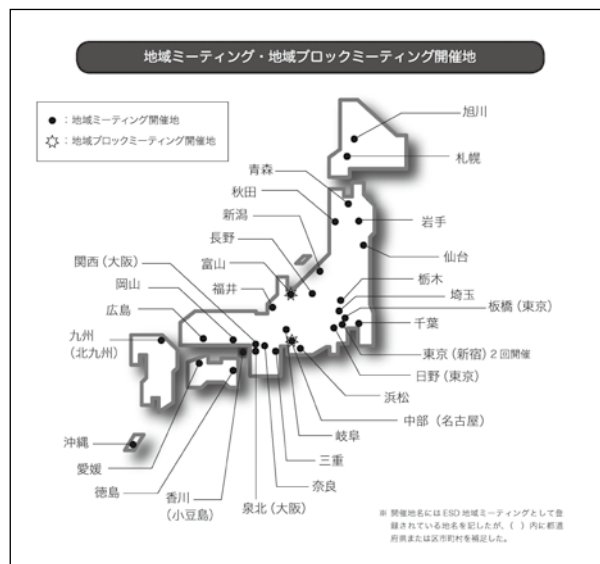 地域ミーティング・地域ブロックミーティング開催地
● ：地域ミーティング開催地
：地域ブロックミーティング開催地
旭川
札幌
青森
秋田
新潟
長野
富山
福井
関西（大阪）
岡山
広島
九州
（北九州）
岩手
仙台
栃木
埼玉
板橋（東京）
千葉
東京（新宿）２回開催
日野（東京）
浜松
中部（名古屋）
岐阜
三重
奈良
泉北（大阪）
香川
（小豆島）
徳島
愛媛
沖縄
※ 開催地名にはESD地域ミーティングとして登
録されている地名を記したが、（ ）内に都道
府県または区市町村を補足した。